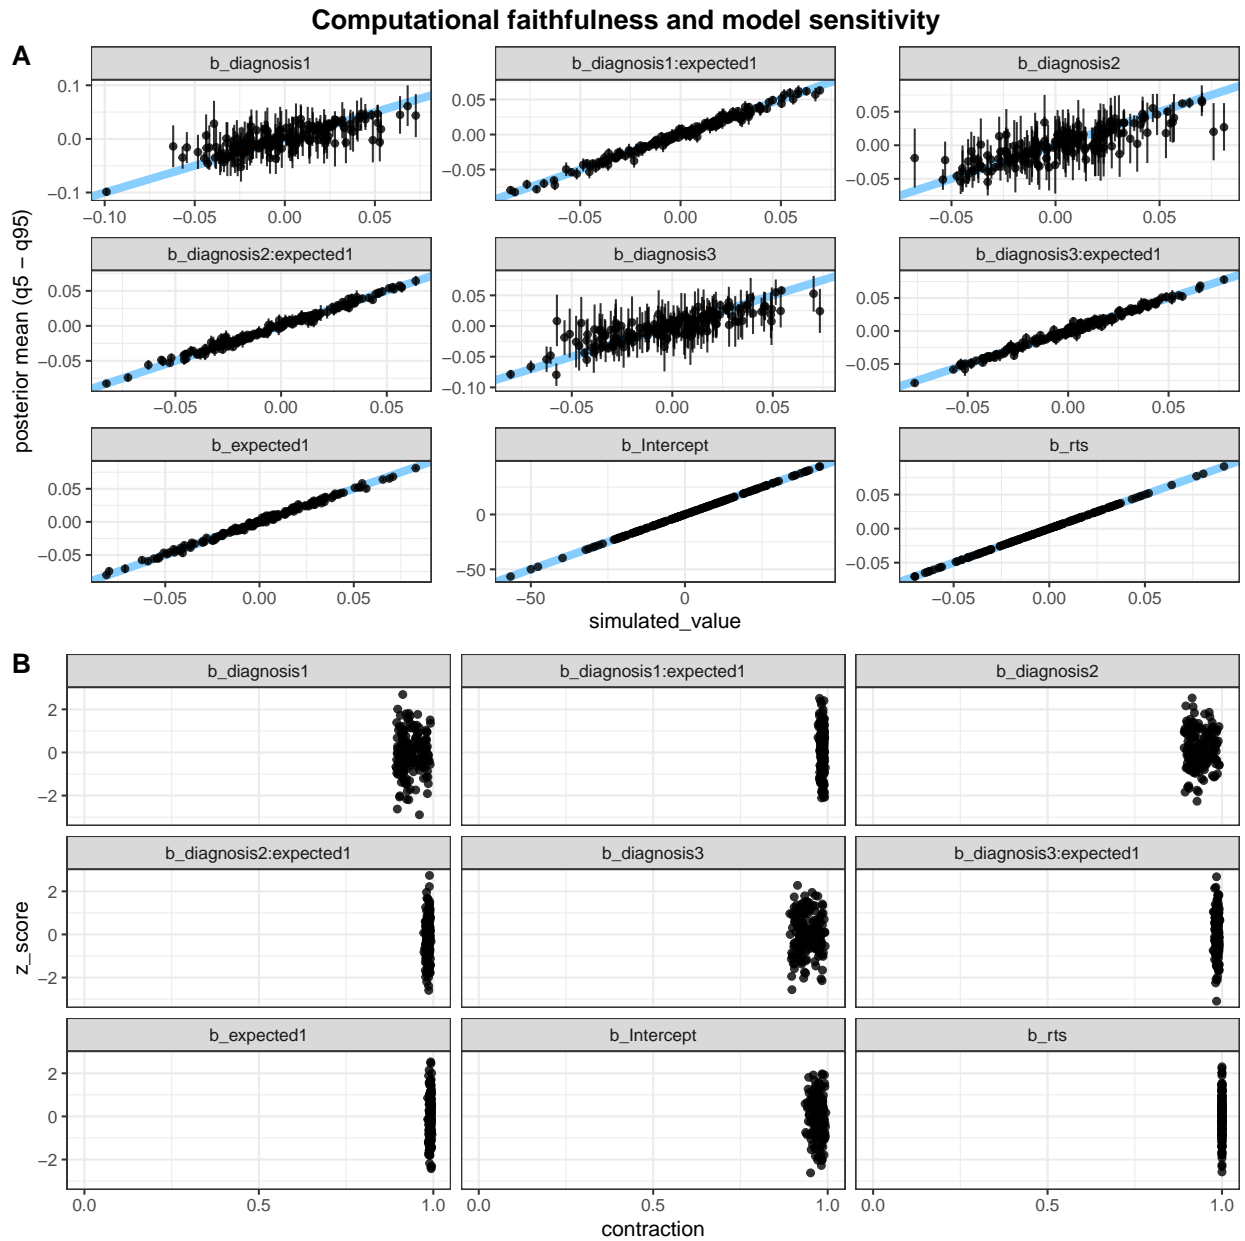 Computational faithfulness and model sensitivity
A
b_diagnosis1
b_diagnosis1:expected1
b_diagnosis2
0.1
0.0
−0.1
−0.10 −0.05 0.00 0.05
0.05
0.00
−0.05
−0.05 0.00 0.05
0.05
0.00
−0.05
−0.05 0.00 0.05
posterior mean (q5 − q95)
b_diagnosis2:expected1
b_diagnosis3
b_diagnosis3:expected1
0.05
0.00
−0.05
−0.05 0.00 0.05
0.05
0.00
−0.05
−0.10
−0.05 0.00 0.05
0.05
0.00
−0.05
−0.05 0.00 0.05
b_expected1
b_Intercept
b_rts
0.05
0.00
−0.05
−0.05 0.00 0.05
0
−50
−50 0
0.05
0.00
−0.05
−0.05 0.00 0.05
simulated_value
B
b_diagnosis1
b_diagnosis1:expected1
b_diagnosis2
2
0
−2
b_diagnosis2:expected1
b_diagnosis3
b_diagnosis3:expected1
2
0
−2
z_score
b_expected1
b_Intercept
b_rts
2
0
−2
0.0 0.5 1.0
0.0 0.5 1.0
0.0 0.5 1.0
contraction